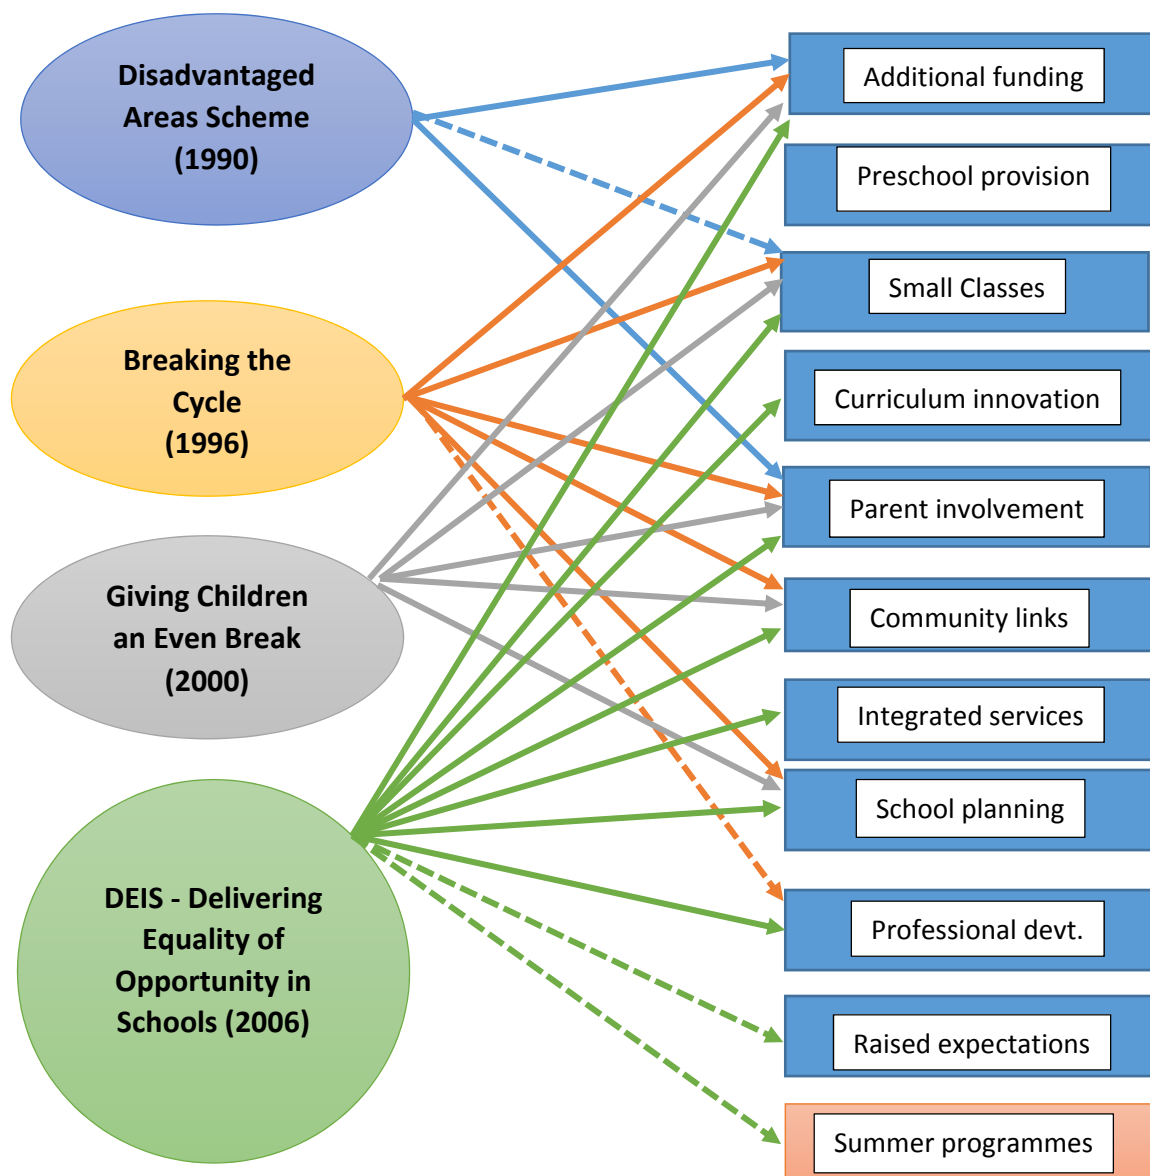 Disadvantaged
Areas Scheme
(1990)
Breaking the
Cycle
(1996)
Giving Children
an Even Break
(2000)
DEIS - Delivering
Equality of
Opportunity in
Schools (2006)
Additional funding
Preschool provision
Small Classes
Curriculum innovation
Parent involvement
Community links
Integrated services
School planning
Professional devt.
Raised expectations
Summer programmes